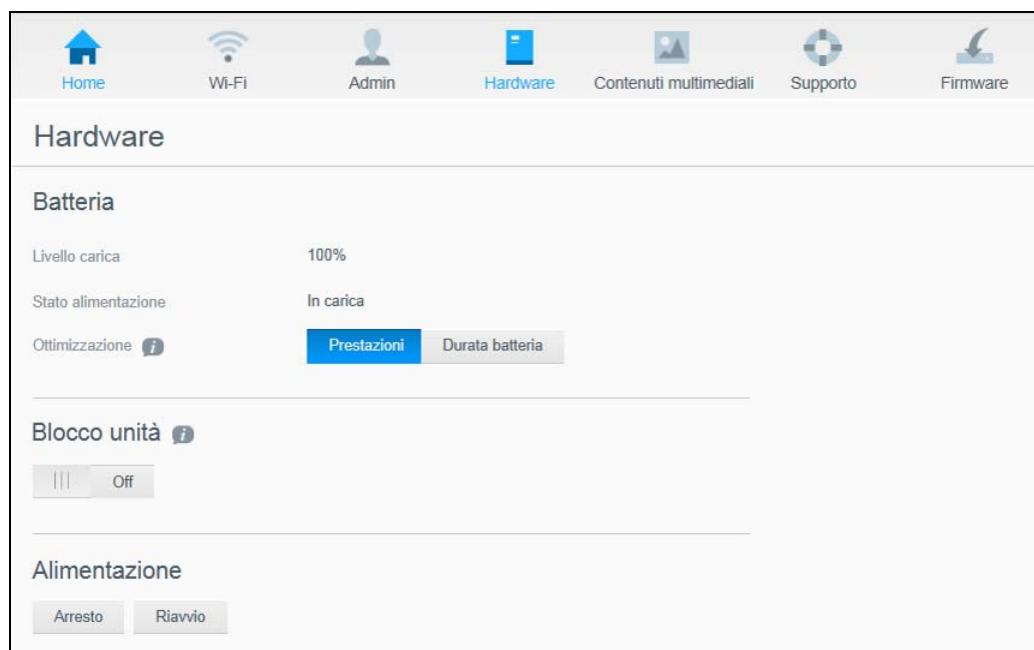 Home Wi-Fi Admin Hardware Contenuti multimediali Supporto Firmware
Hardware
Batteria
Livello carica 100%
Stato alimentazione In carica
Ottimizzazione i Prestazioni Durata batteria
Blocco unità i
Off
Alimentazione
Arresto Riavvio